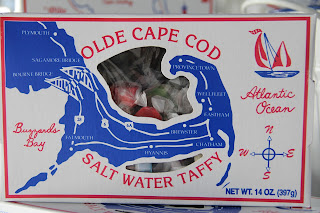 OLDE CAPE COD
PLYMOUTH
SAGAMORE BRIDGE
BOURNE BRIDGE
PROVINCETOWN
WELLFLEET
EASTHAM
Atlantic
Ocean
Buzzards
Bay
FALMOUTH
BREWSTER
CHATHAM
HYANNIS
SALT WATER TAFFY
N
W
E
S
NET WT. 14 OZ. (397g)